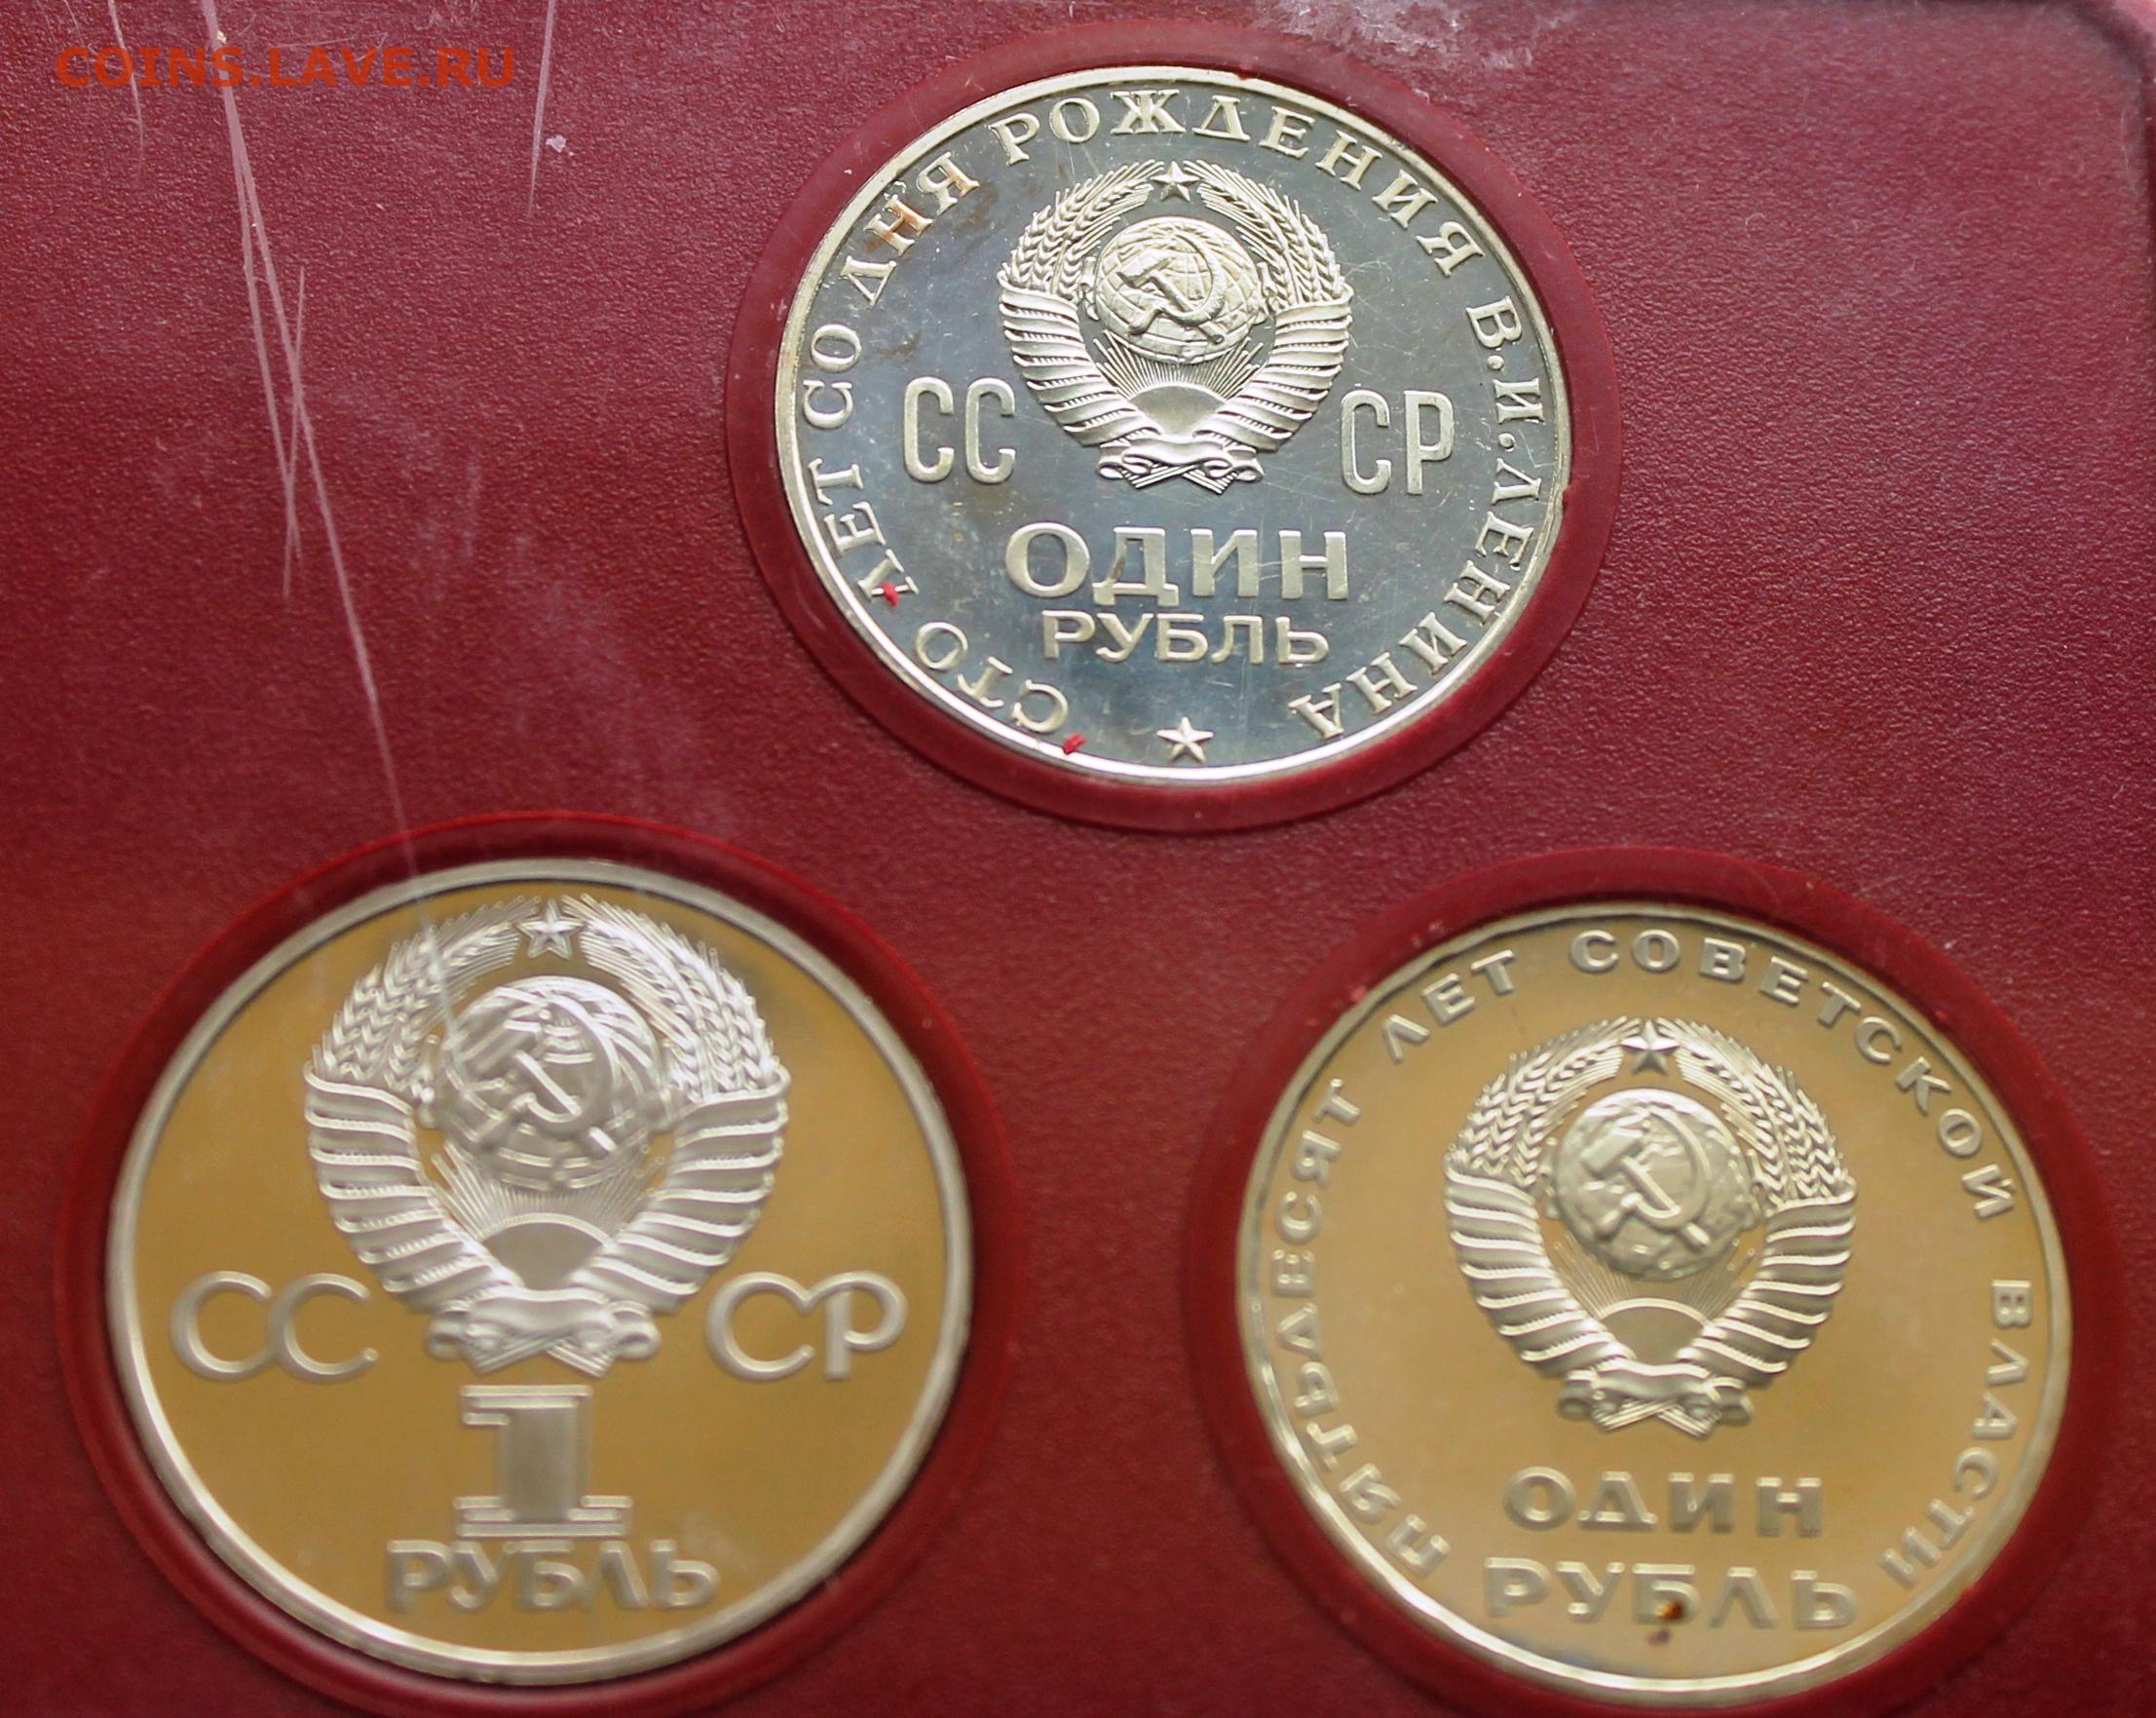 COINS.LAVE.RU
СТО ЛЕТ СО ДНЯ РОЖДЕНИЯ В.И.ЛЕНИНА
СС СР
ОДИН
РУБЛЬ
СС СР
1
РУБЛЬ
ПЯТЬДЕСЯТ ЛЕТ СОВЕТСКОЙ ВЛАСТИ
ОДИН
РУБЛЬ